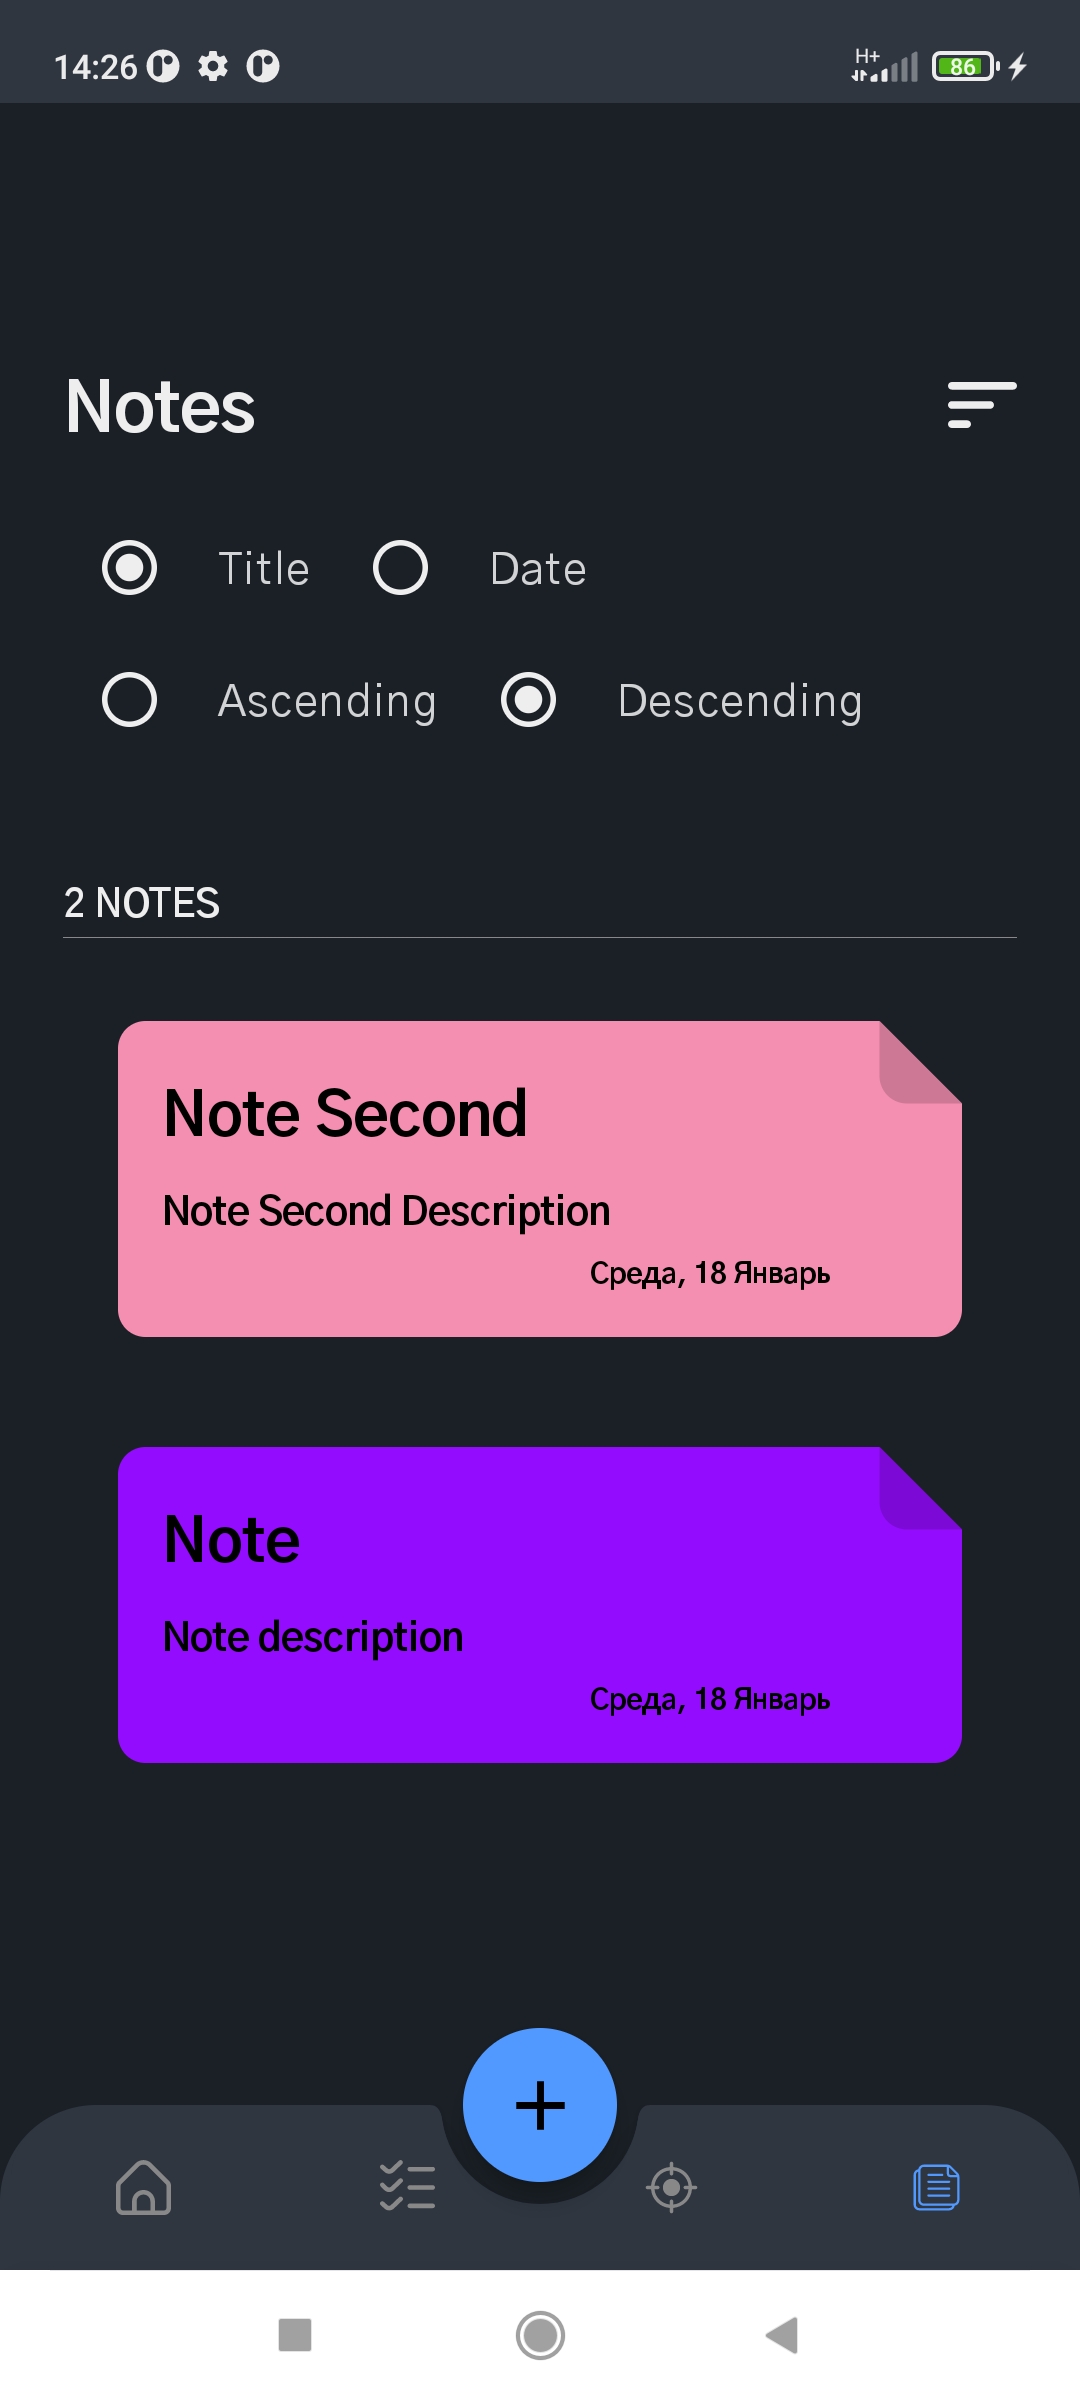 14:26 H+ 86
Notes
Title Date
Ascending Descending
2 NOTES
Note Second
Note Second Description
Среда, 18 Январь
Note
Note description
Среда, 18 Январь